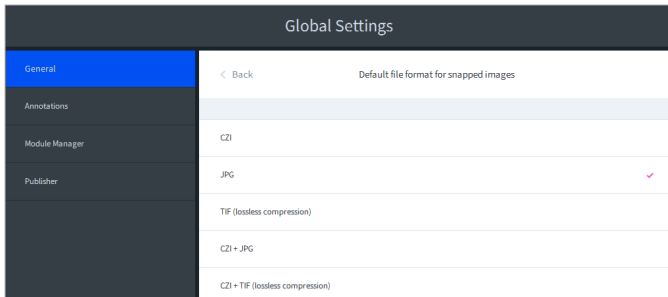 Global Settings
General
Back
Default file format for snapped images
Annotations
Module Manager
Publisher
CZI
JPG
TIF (lossless compression)
CZI + JPG
CZI + TIF (lossless compression)